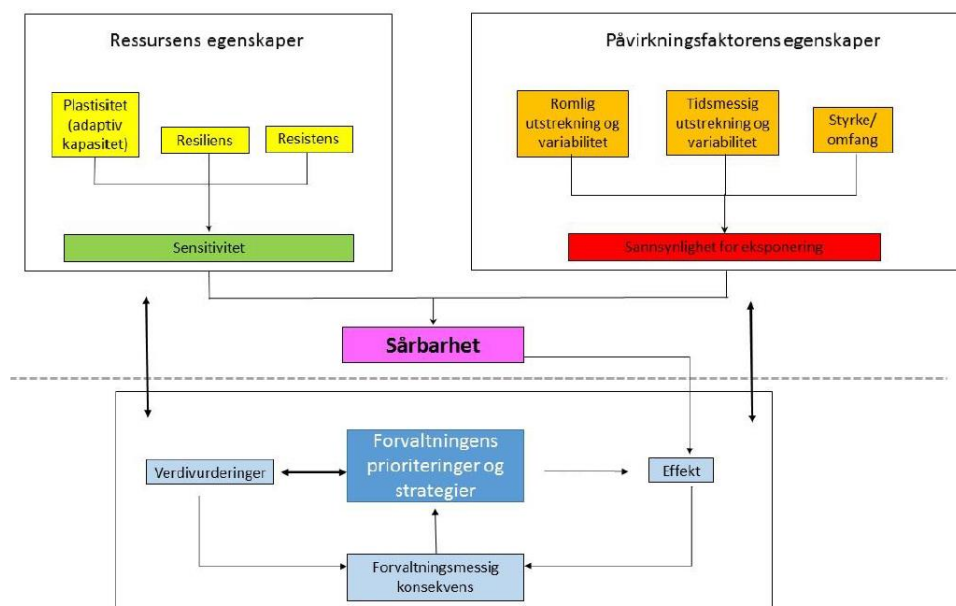 Ressursens egenskaper
Plastisitet
(adaptiv
kapasitet)
Resiliens
Resistens
Sensitivitet
Påvirkningsfaktorens egenskaper
Romlig
utstrekning og
variabilitet
Tidsmessig
utstrekning og
variabilitet
Styrke/
omfang
Sannsynlighet for eksponering
Sårbarhet
Verdivurderinger
Forvaltningens
prioriteringer og
strategier
Effekt
Forvaltningsmessig
konsekvens